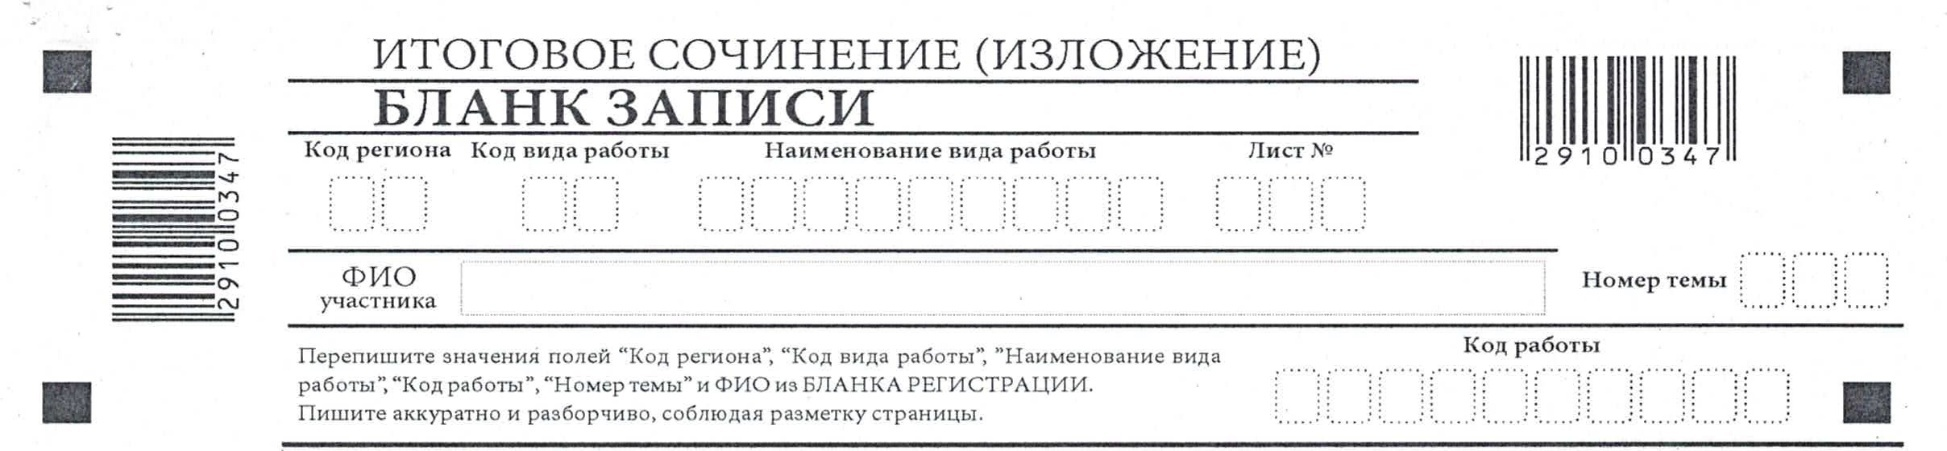 ИТОГОВОЕ СОЧИНЕНИЕ (ИЗЛОЖЕНИЕ)
БЛАНК ЗАПИСИ
2910 0347
2910 0347
Код региона Код вида работы Наименование вида работы Лист №
ФИО
участника
Номер темы
Код работы
Перепишите значения полей “Код региона”, “Код вида работы”, ”Наименование вида
работы”, “Код работы”, “Номер темы” и ФИО из БЛАНКА РЕГИСТРАЦИИ.
Пишите аккуратно и разборчиво, соблюдая разметку страницы.